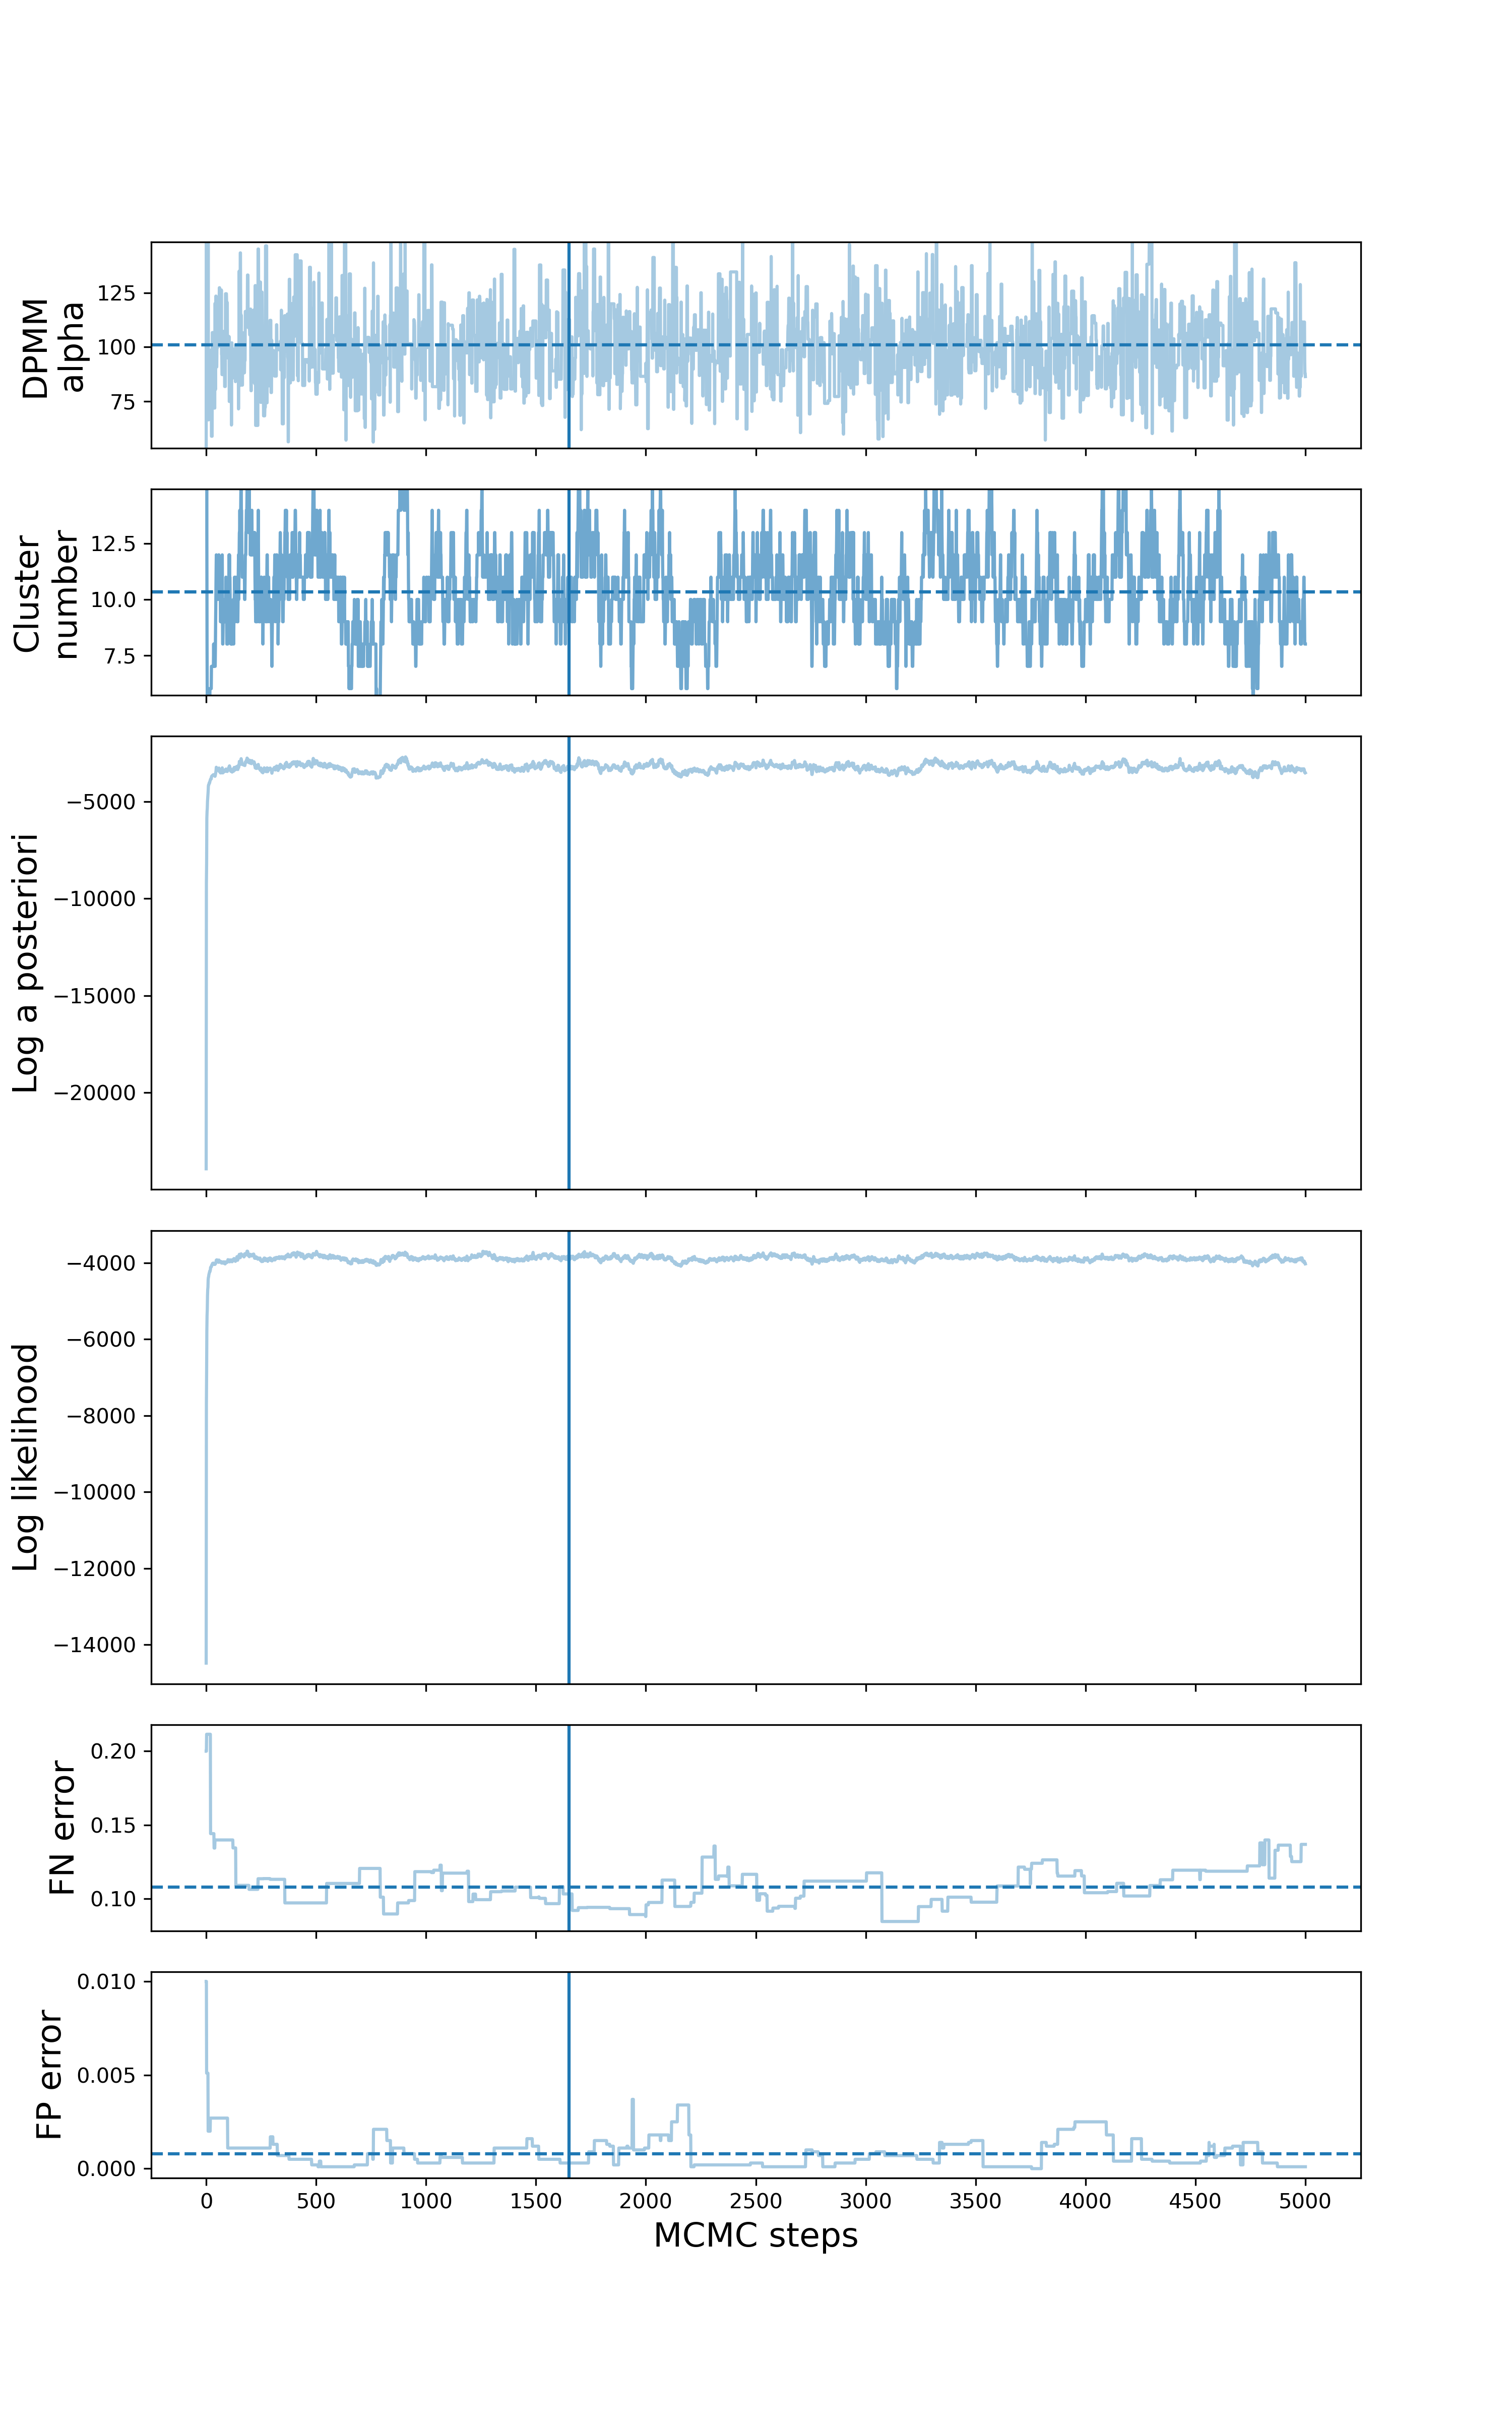 DPMM
alpha
125
100
75
Cluster
number
12.5
10.0
7.5
Log a posteriori
−5000
−10000
−15000
−20000
Log likelihood
−4000
−6000
−8000
−10000
−12000
−14000
FN error
0.20
0.15
0.10
FP error
0.010
0.005
0.000
0 500 1000 1500 2000 2500 3000 3500 4000 4500 5000
MCMC steps